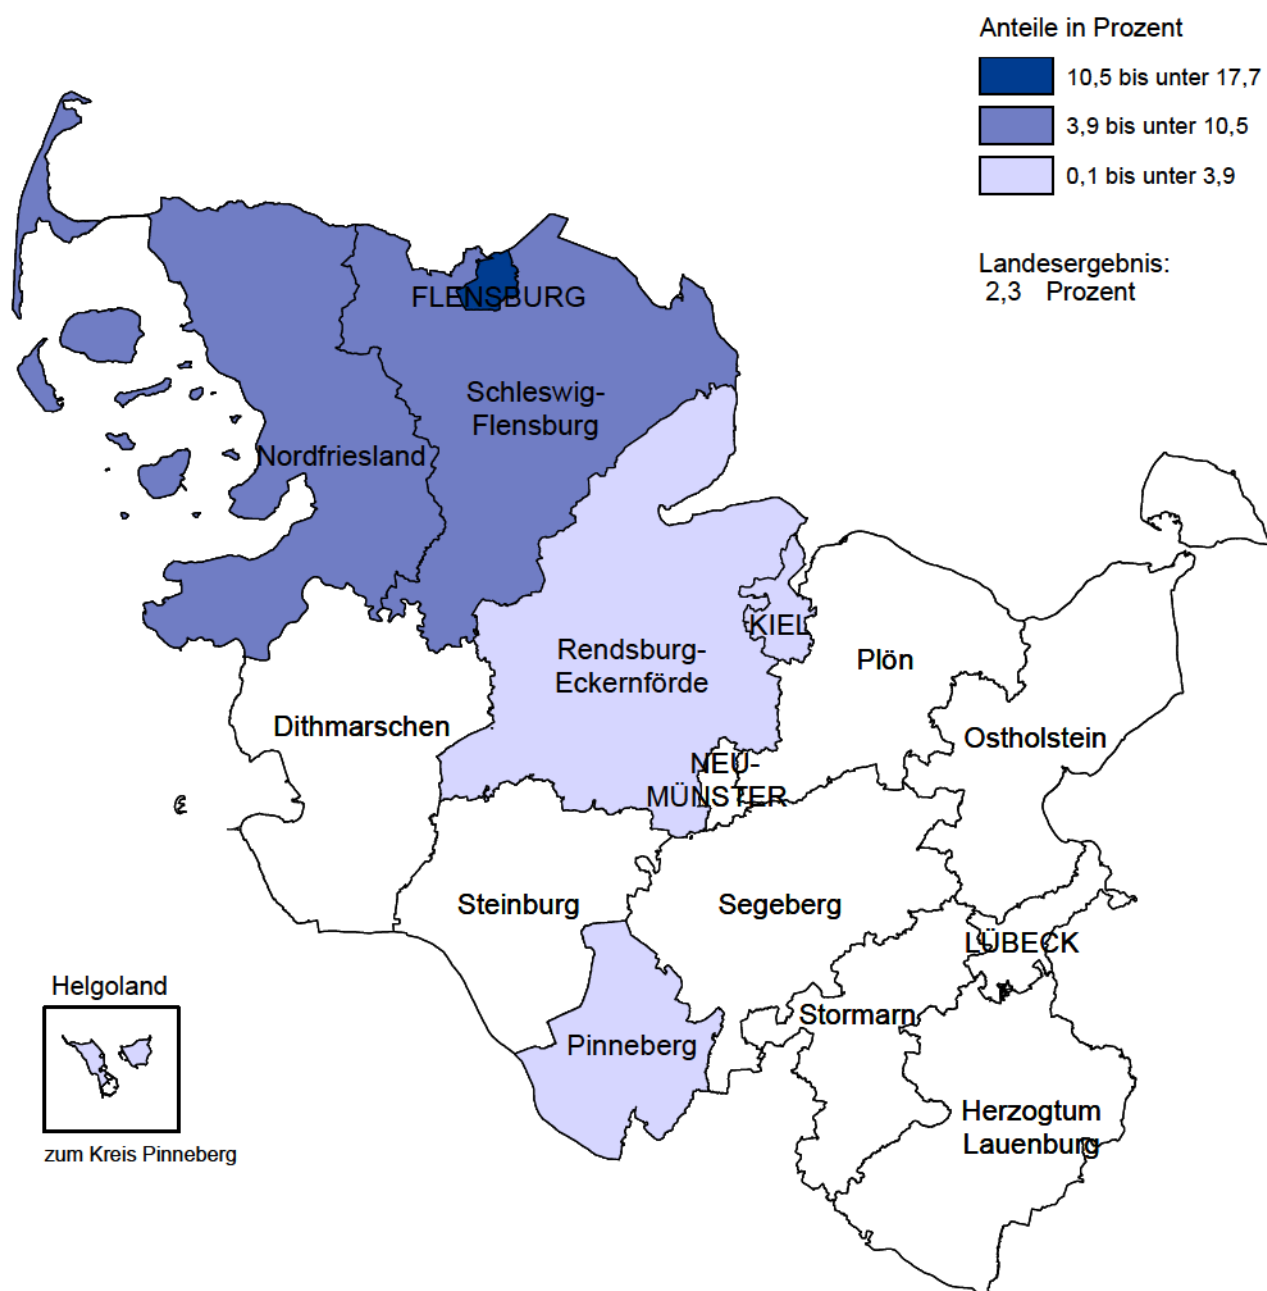 Anteile in Prozent
10,5 bis unter 17,7
3,9 bis unter 10,5
0,1 bis unter 3,9
Landesergebnis:
2,3 Prozent
FLENSBURG
Schleswig-
Flensburg
Nordfriesland
KIEL
Rendsburg-
Eckernförde
Plön
Dithmarschen
Ostholstein
NEU-
MÜNSTER
Steinburg
Segeberg
LÜBECK
Helgoland
Stormarn
Pinneberg
Herzogtum
Lauenburg
zum Kreis Pinneberg